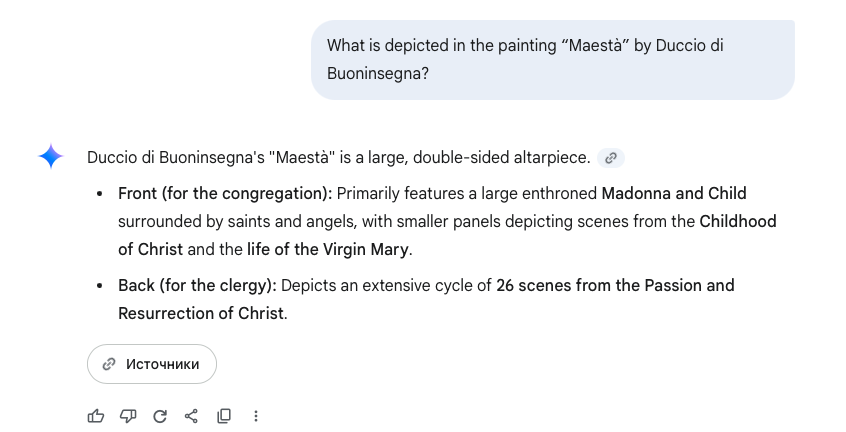 What is depicted in the painting “Maestà” by Duccio di
Buoninsegna?
Duccio di Buoninsegna's "Maestà" is a large, double-sided altarpiece.
• Front (for the congregation): Primarily features a large enthroned Madonna and Child
surrounded by saints and angels, with smaller panels depicting scenes from the Childhood
of Christ and the life of the Virgin Mary.
• Back (for the clergy): Depicts an extensive cycle of 26 scenes from the Passion and
Resurrection of Christ.
Источники